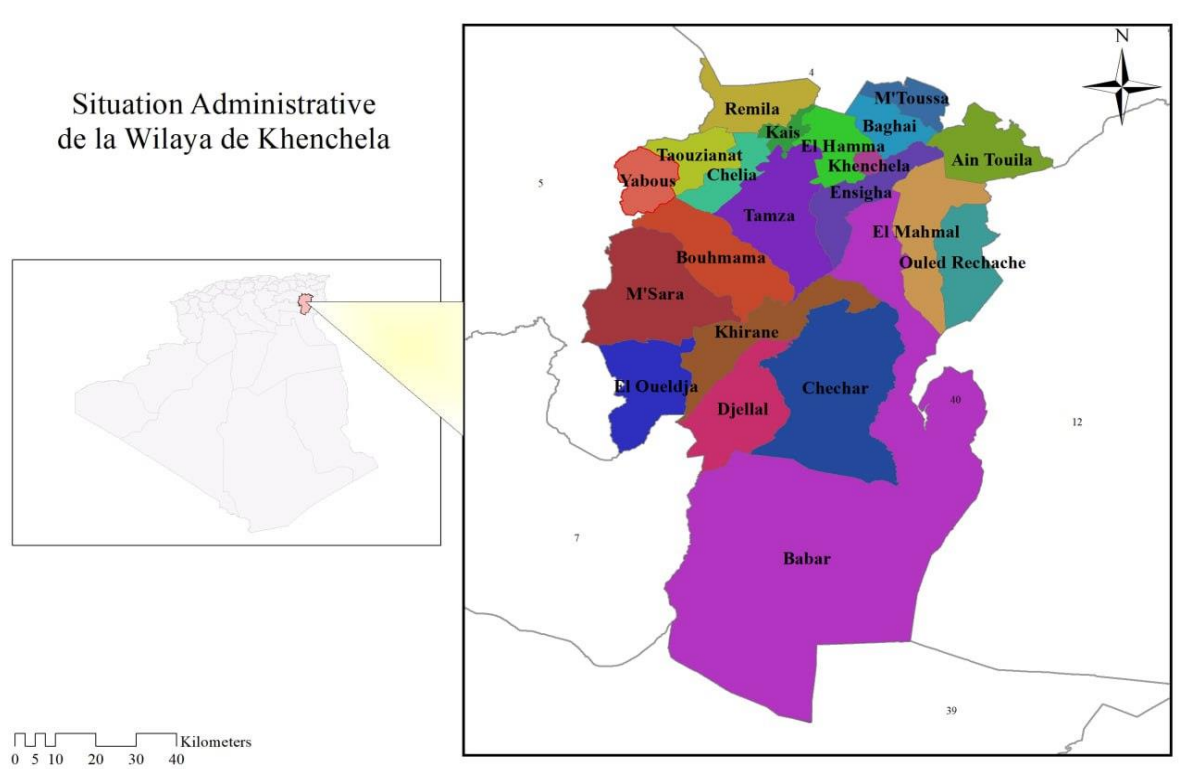 Situation Administrative
de la Wilaya de Khenchela
N
4
M'Toussa
Remila
Baghai
Kais
El Hamma
Taouzianat
Ain Touila
Khenchela
Chelia
Yabous
5
Ensigha
Tamza
El Mahmal
Bouhmama
Ouled Rechache
M'Sara
Khirane
El Oueldja
Chechar
40
Djellal
12
7
Babar
39
Kilometers
0 5 10 20 30 40